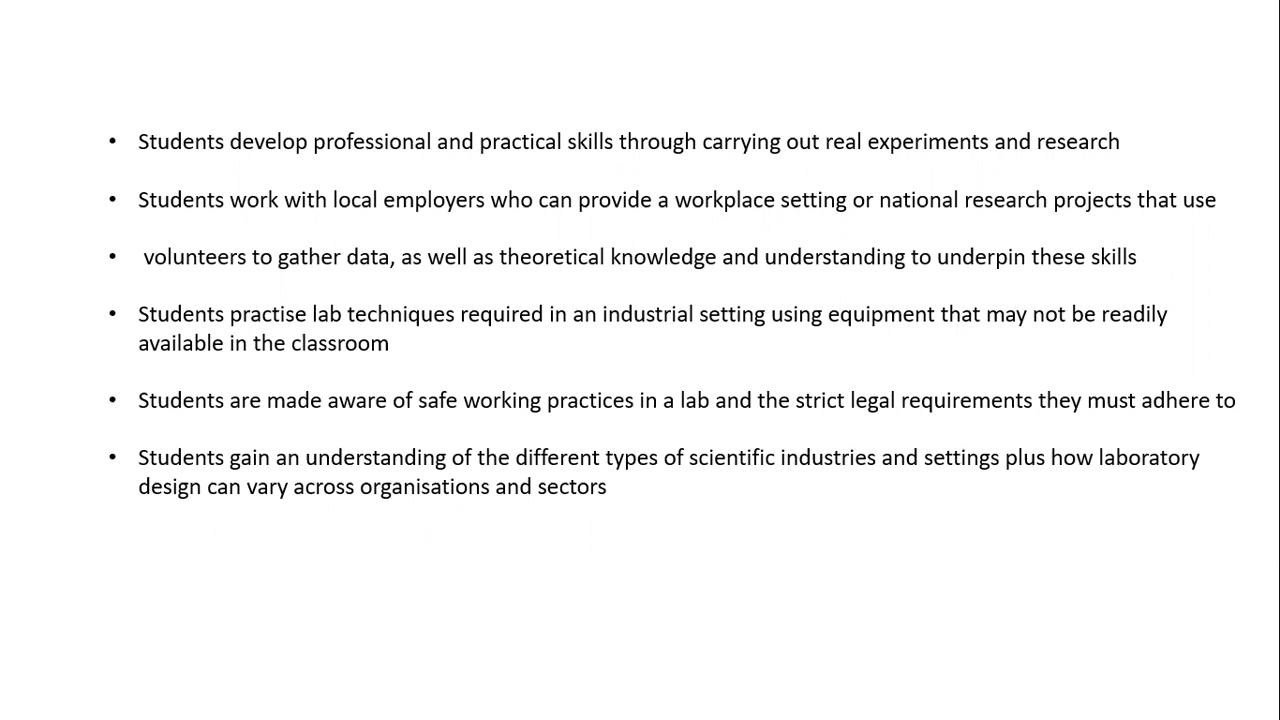 • Students develop professional and practical skills through carrying out real experiments and research
• Students work with local employers who can provide a workplace setting or national research projects that use
• volunteers to gather data, as well as theoretical knowledge and understanding to underpin these skills
• Students practise lab techniques required in an industrial setting using equipment that may not be readily
available in the classroom
• Students are made aware of safe working practices in a lab and the strict legal requirements they must adhere to
• Students gain an understanding of the different types of scientific industries and settings plus how laboratory
design can vary across organisations and sectors